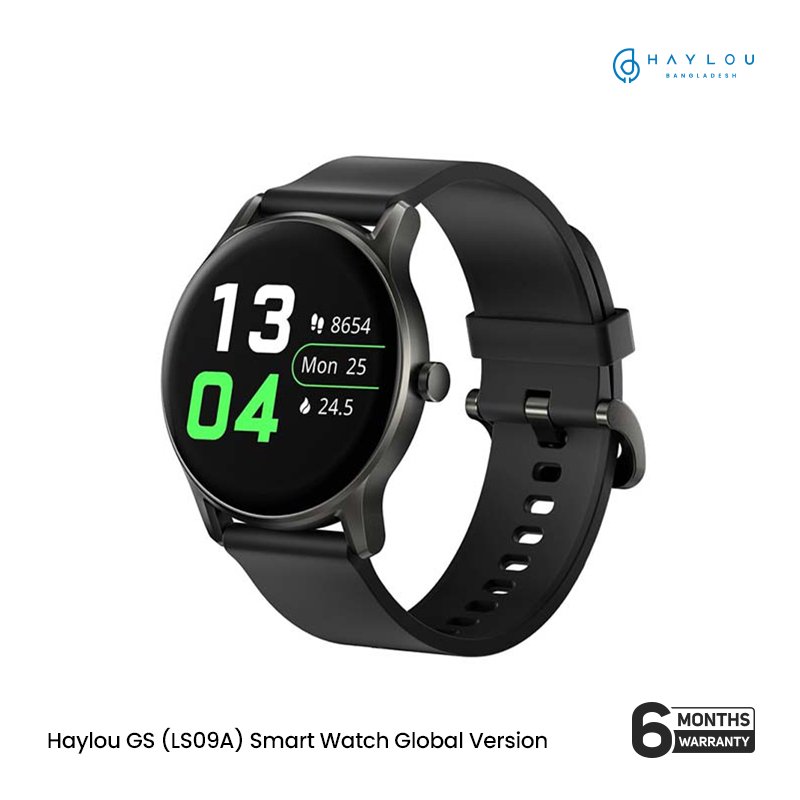 HAYLOU
BANGLADESH
13
8654
Mon 25
04
24.5
Haylou GS (LS09A) Smart Watch Global Version
6 MONTHS
WARRANTY